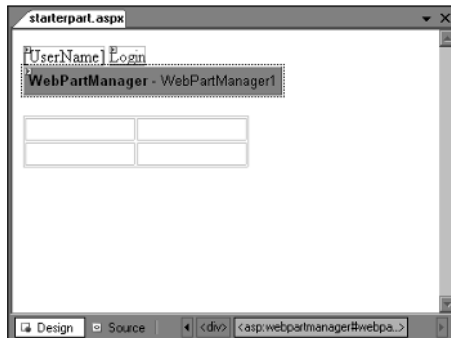 starterpart.aspx
[UserName] Login
WebPartManager - WebPartManager1
Design Source <div> <asp:webpartmanager#webpa...>